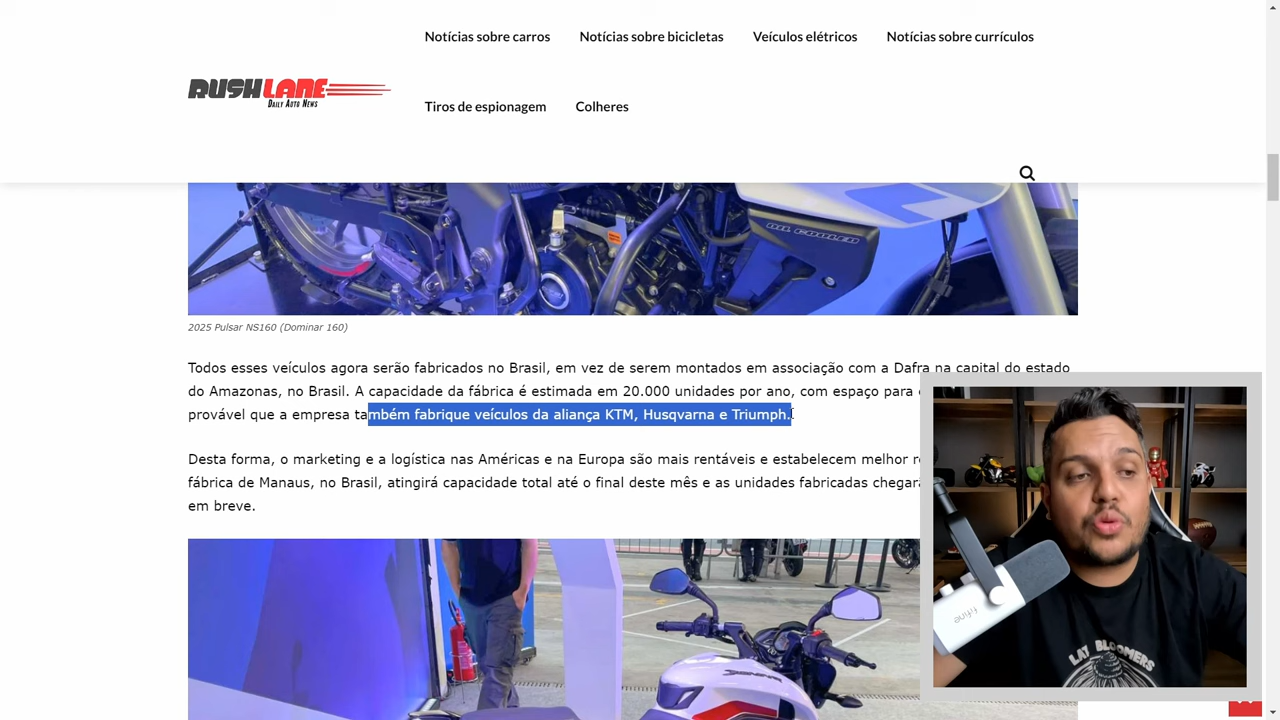 Notícias sobre carros
Notícias sobre bicicletas
Veículos elétricos
Notícias sobre currículos
RUSHLANE
DAILY AUTO NEWS
Tiros de espionagem
Colheres
OIL COOLED
2025 Pulsar NS160 (Dominar 160)
Todos esses veículos agora serão fabricados no Brasil, em vez de serem montados em associação com a Dafra na capital do estado
do Amazonas, no Brasil. A capacidade da fábrica é estimada em 20.000 unidades por ano, com espaço para
provável que a empresa também fabrique veículos da aliança KTM, Husqvarna e Triumph.
Desta forma, o marketing e a logística nas Américas e na Europa são mais rentáveis e estabelecem melhor
fábrica de Manaus, no Brasil, atingirá capacidade total até o final deste mês e as unidades fabricadas
em breve.
fifine
LAT BLOOMERS